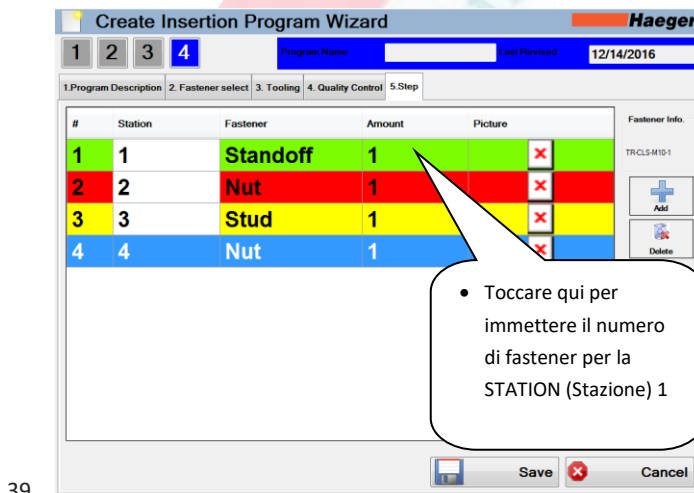 Create Insertion Program Wizard
Haeger
1 2 3 4 Program Name Last Revised 12/14/2016
1.Program Description 2. Fastener select 3. Tooling 4. Quality Control 5.Step
# Station Fastener Amount Picture Fastener Info.
1 1 Standoff 1
TR-CLS-M10-1
2 2 Nut 1
Add
3 3 Stud 1
4 4 Nut 1
Delete
• Toccare qui per
immettere il numero
di fastener per la
STATION (Stazione) 1
Save Cancel
39